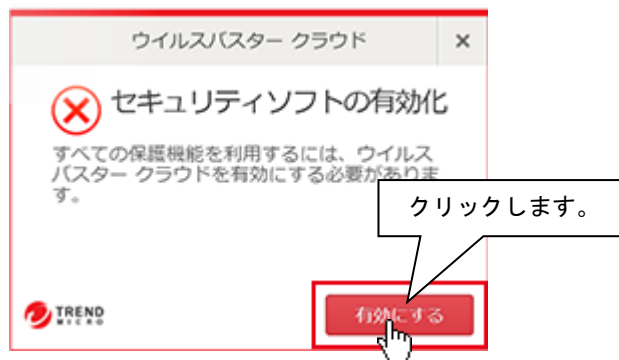 ウイルスバスター クラウド
×
セキュリティソフトの有効化
すべての保護機能を利用するには、ウイルス
バスター クラウドを有効にする必要がありま
す。
クリックします。
有効にする
TREND
MICRO